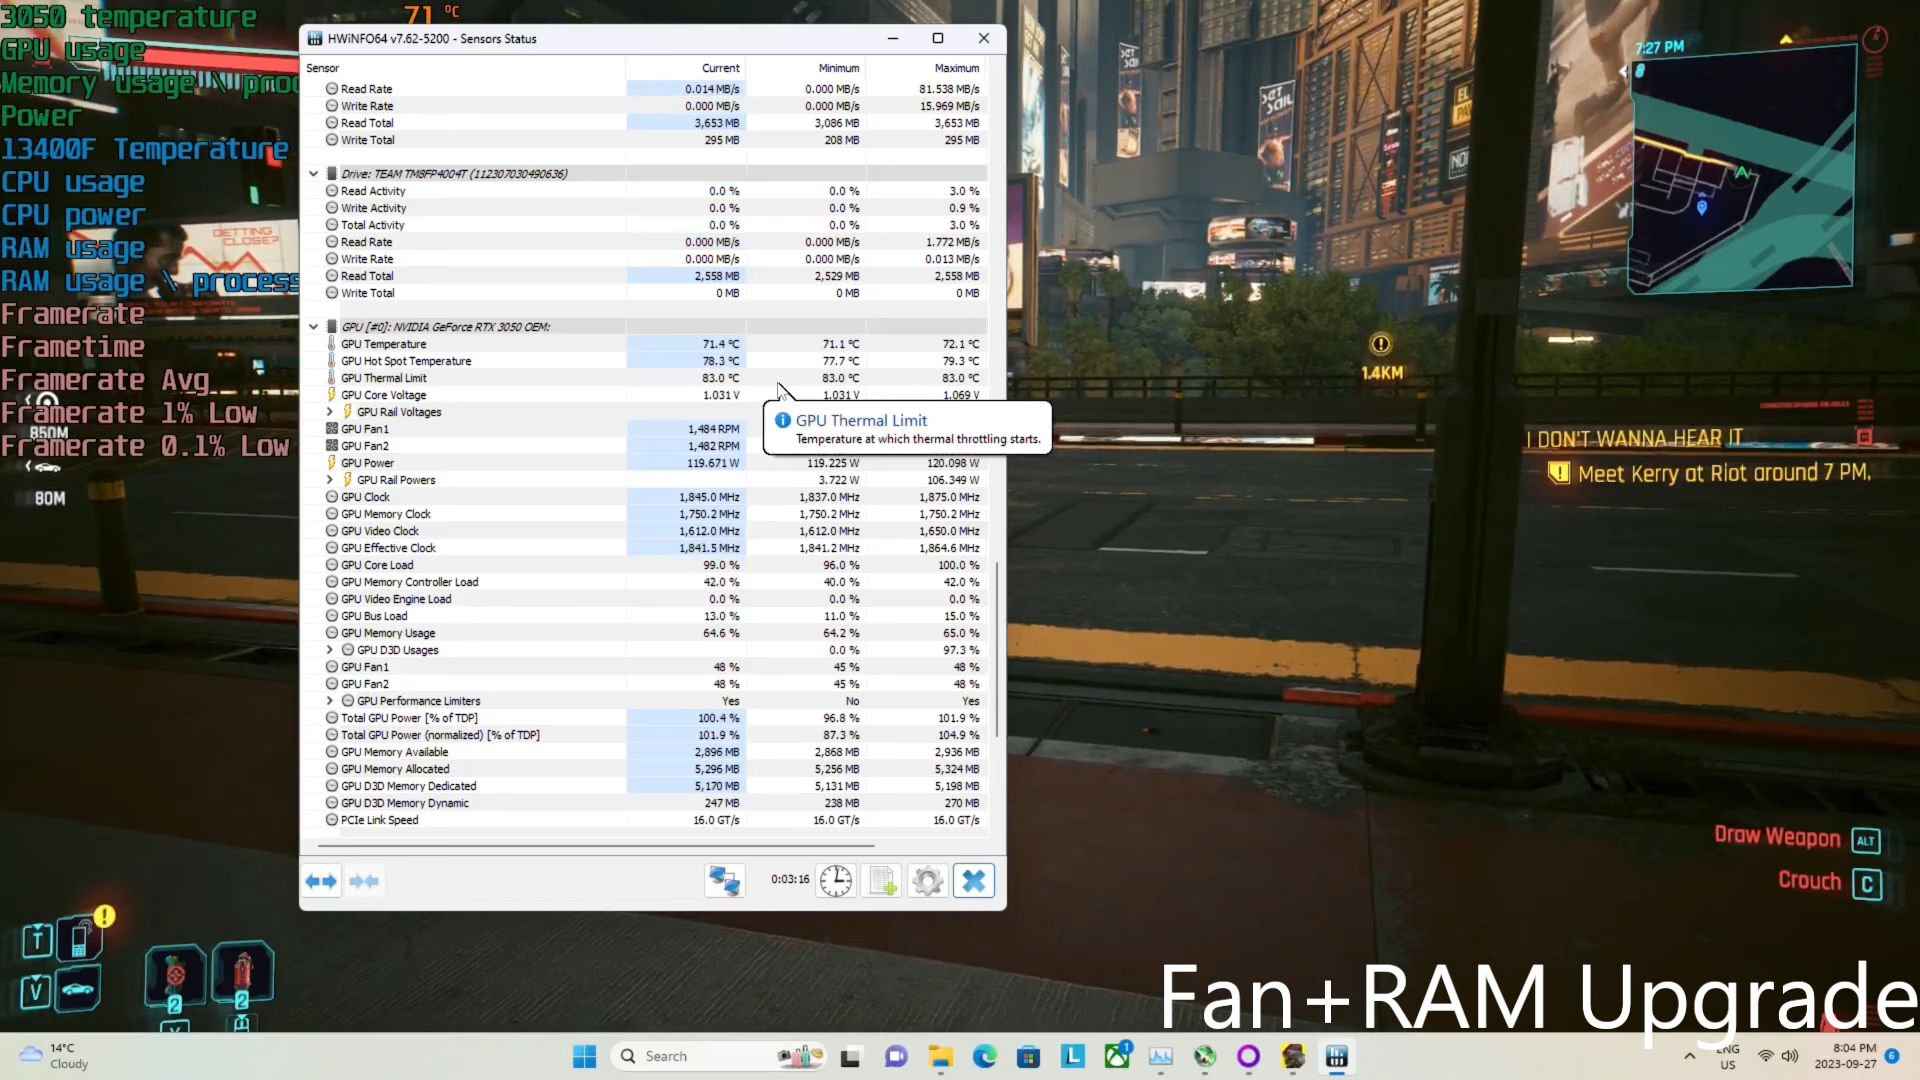 3050 temperature
71 °C
GPU usage
Memory usage \ proc
Power
13400F Temperature
CPU usage
CPU power
RAM usage
RAM usage \ process
Framerate
Frametime
Framerate Avg
Framerate 1% Low
Framerate 0.1% Low
850M
80M
GETTING CLOSE?
HWiNFO64 v7.62-5200 - Sensors Status
Sensor Current Minimum Maximum
Read Rate 0.014 MB/s 0.000 MB/s 81.538 MB/s
Write Rate 0.000 MB/s 0.000 MB/s 15.969 MB/s
Read Total 3,653 MB 3,086 MB 3,653 MB
Write Total 295 MB 208 MB 295 MB
Drive: TEAM TM8FP4004T (112307030490636)
Read Activity 0.0 % 0.0 % 3.0 %
Write Activity 0.0 % 0.0 % 0.9 %
Total Activity 0.0 % 0.0 % 3.0 %
Read Rate 0.000 MB/s 0.000 MB/s 1.772 MB/s
Write Rate 0.000 MB/s 0.000 MB/s 0.013 MB/s
Read Total 2,558 MB 2,529 MB 2,558 MB
Write Total 0 MB 0 MB 0 MB
GPU [#0]: NVIDIA GeForce RTX 3050 OEM:
GPU Temperature 71.4 °C 71.1 °C 72.1 °C
GPU Hot Spot Temperature 78.3 °C 77.7 °C 79.3 °C
GPU Thermal Limit 83.0 °C 83.0 °C 83.0 °C
GPU Core Voltage 1.031 V 1.031 V 1.069 V
GPU Rail Voltages
GPU Fan1 1,484 RPM
GPU Fan2 1,482 RPM
GPU Thermal Limit
Temperature at which thermal throttling starts.
GPU Power 119.671 W 119.225 W 120.098 W
GPU Rail Powers 3.722 W 106.349 W
GPU Clock 1,845.0 MHz 1,837.0 MHz 1,875.0 MHz
GPU Memory Clock 1,750.2 MHz 1,750.2 MHz 1,750.2 MHz
GPU Video Clock 1,612.0 MHz 1,612.0 MHz 1,650.0 MHz
GPU Effective Clock 1,841.5 MHz 1,841.2 MHz 1,864.6 MHz
GPU Core Load 99.0 % 96.0 % 100.0 %
GPU Memory Controller Load 42.0 % 40.0 % 42.0 %
GPU Video Engine Load 0.0 % 0.0 % 0.0 %
GPU Bus Load 13.0 % 11.0 % 15.0 %
GPU Memory Usage 64.6 % 64.2 % 65.0 %
GPU D3D Usages 0.0 % 97.3 %
GPU Fan1 48 % 45 % 48 %
GPU Fan2 48 % 45 % 48 %
GPU Performance Limiters Yes No Yes
Total GPU Power [% of TDP] 100.4 % 96.8 % 101.9 %
Total GPU Power (normalized) [% of TDP] 101.9 % 87.3 % 104.9 %
GPU Memory Available 2,896 MB 2,868 MB 2,936 MB
GPU Memory Allocated 5,296 MB 5,256 MB 5,324 MB
GPU D3D Memory Dedicated 5,170 MB 5,131 MB 5,198 MB
GPU D3D Memory Dynamic 247 MB 238 MB 270 MB
PCIe Link Speed 16.0 GT/s 16.0 GT/s 16.0 GT/s
0:03:16
7:27 PM
SET SAIL
EL
NO
1.4KM
I DON'T WANNA HEAR IT
Meet Kerry at Riot around 7 PM.
Draw Weapon ALT
Crouch C
T
V
2
2
Fan+RAM Upgrade
14°C
Cloudy
Search
L
1
ENG
US
8:04 PM
2023-09-27
6